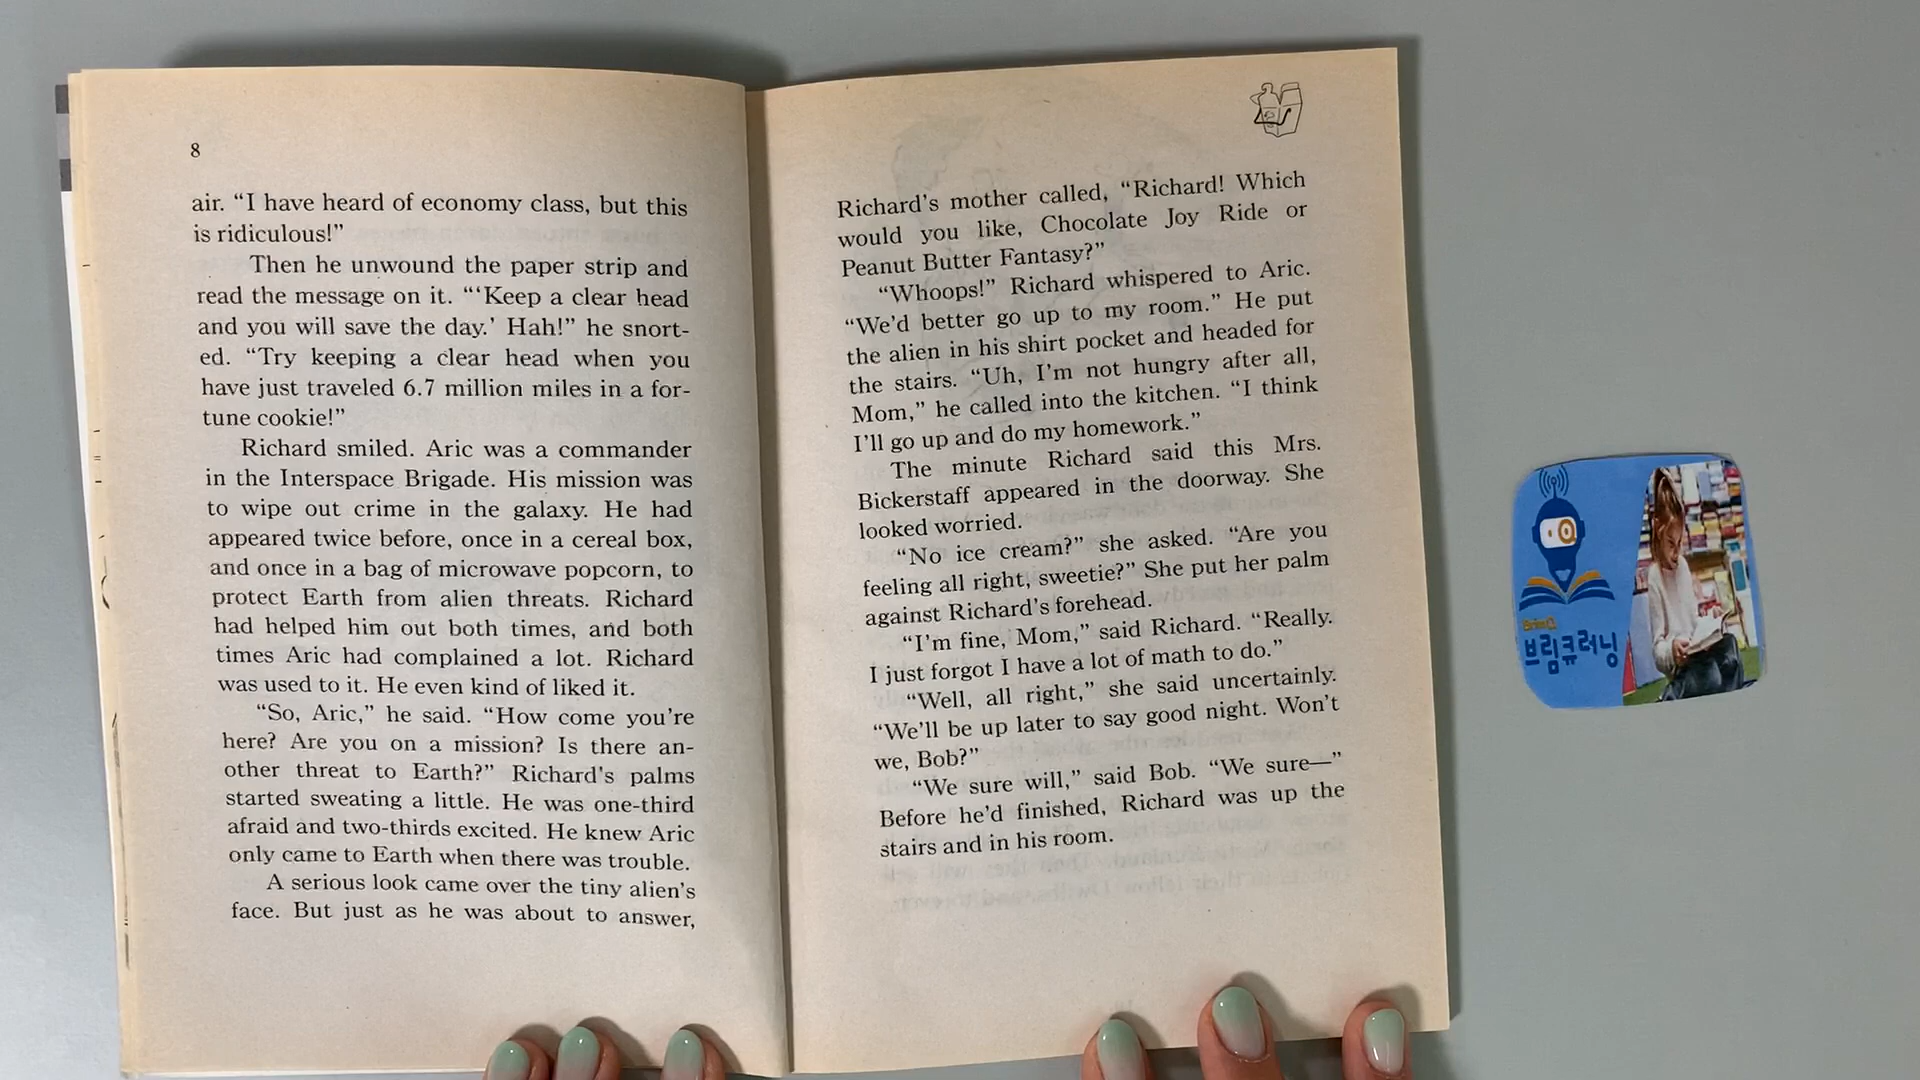 8
air. “I have heard of economy class, but this
is ridiculous!”
Then he unwound the paper strip and
read the message on it. “‘Keep a clear head
and you will save the day.’ Hah!” he snort-
ed. “Try keeping a clear head when you
have just traveled 6.7 million miles in a for-
tune cookie!”
Richard smiled. Aric was a commander
in the Interspace Brigade. His mission was
to wipe out crime in the galaxy. He had
appeared twice before, once in a cereal box,
and once in a bag of microwave popcorn, to
protect Earth from alien threats. Richard
had helped him out both times, and both
times Aric had complained a lot. Richard
was used to it. He even kind of liked it.
“So, Aric,” he said. “How come you’re
here? Are you on a mission? Is there an-
other threat to Earth?” Richard’s palms
started sweating a little. He was one-third
afraid and two-thirds excited. He knew Aric
only came to Earth when there was trouble.
A serious look came over the tiny alien’s
face. But just as he was about to answer,
Richard’s mother called, “Richard! Which
would you like, Chocolate Joy Ride or
Peanut Butter Fantasy?”
“Whoops!” Richard whispered to Aric.
“We’d better go up to my room.” He put
the alien in his shirt pocket and headed for
the stairs. “Uh, I’m not hungry after all,
Mom,” he called into the kitchen. “I think
I’ll go up and do my homework.”
The minute Richard said this Mrs.
Bickerstaff appeared in the doorway. She
looked worried.
“No ice cream?” she asked. “Are you
feeling all right, sweetie?” She put her palm
against Richard’s forehead.
“I’m fine, Mom,” said Richard. “Really.
I just forgot I have a lot of math to do.”
“Well, all right,” she said uncertainly.
“We’ll be up later to say good night. Won’t
we, Bob?”
“We sure will,” said Bob. “We sure—”
Before he’d finished, Richard was up the
stairs and in his room.
브림큐러닝